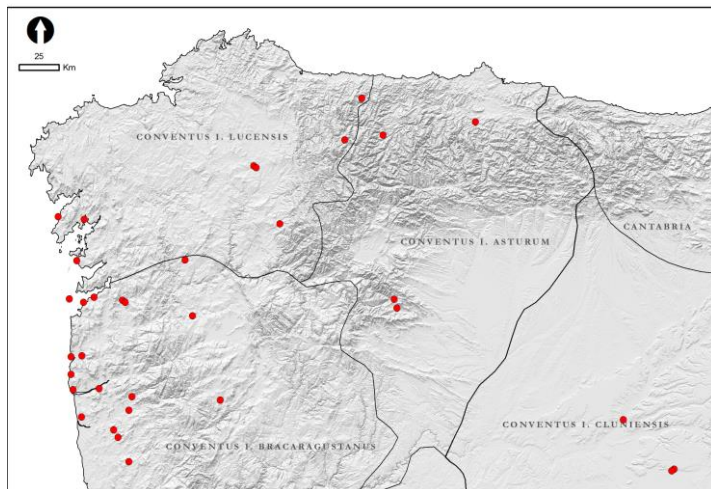 25
Km
CONVENTUS I. LUCENSIS
CANTABRIA
CONVENTUS I. ASTURUM
CONVENTUS I. CLUNIENSIS
CONVENTUS I. BRACARAGUSTANUS